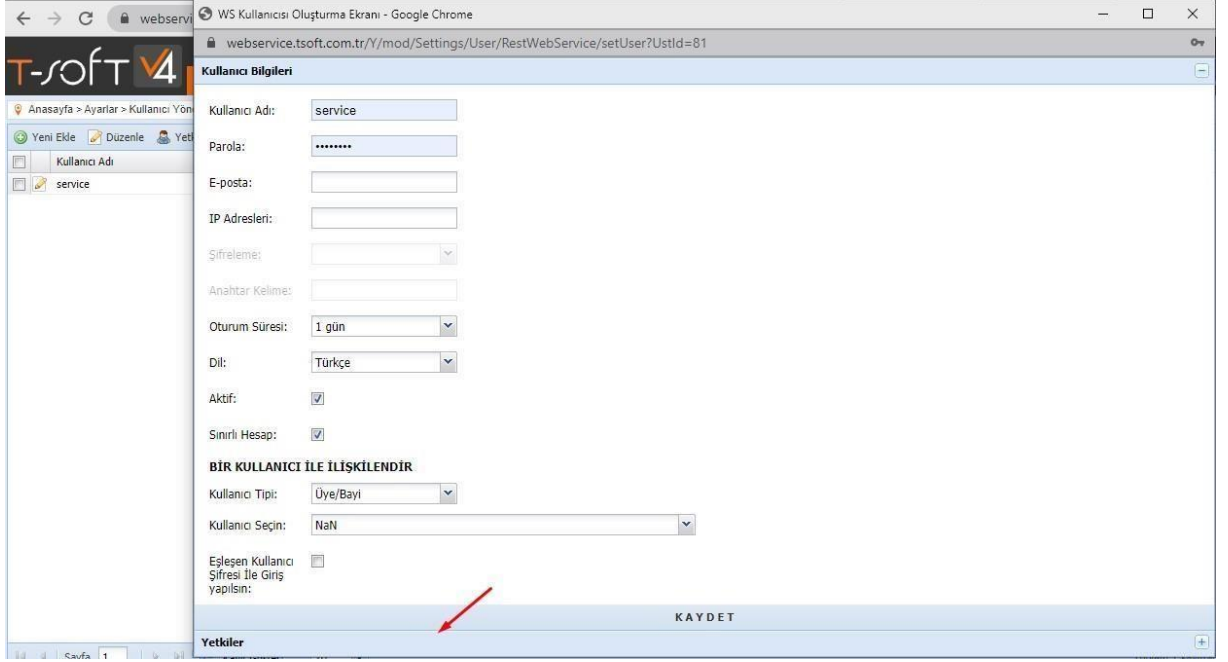 WS Kullanıcısı Oluşturma Ekranı - Google Chrome
webservi
webservice.tsoft.com.tr/Y/mod/Settings/User/RestWebService/setUser?UstId=81
T-SOFT V4
Kullanıcı Bilgileri
Anasayfa > Ayarlar > Kullanıcı Yön
Yeni Ekle Düzenle Yetk
Kullanıcı Adı
service
Kullanıcı Adı: service
Parola: ••••••••
E-posta:
IP Adresleri:
Şifreleme:
Anahtar Kelime:
Oturum Süresi: 1 gün
Dil: Türkçe
Aktif:
Sınırlı Hesap:
BİR KULLANICI İLE İLİŞKİLENDİR
Kullanıcı Tipi: Üye/Bayi
Kullanıcı Seçin: NaN
Eşleşen Kullanıcı
Şifresi İle Giriş
yapılsın:
KAYDET
Yetkiler
Sayfa 1